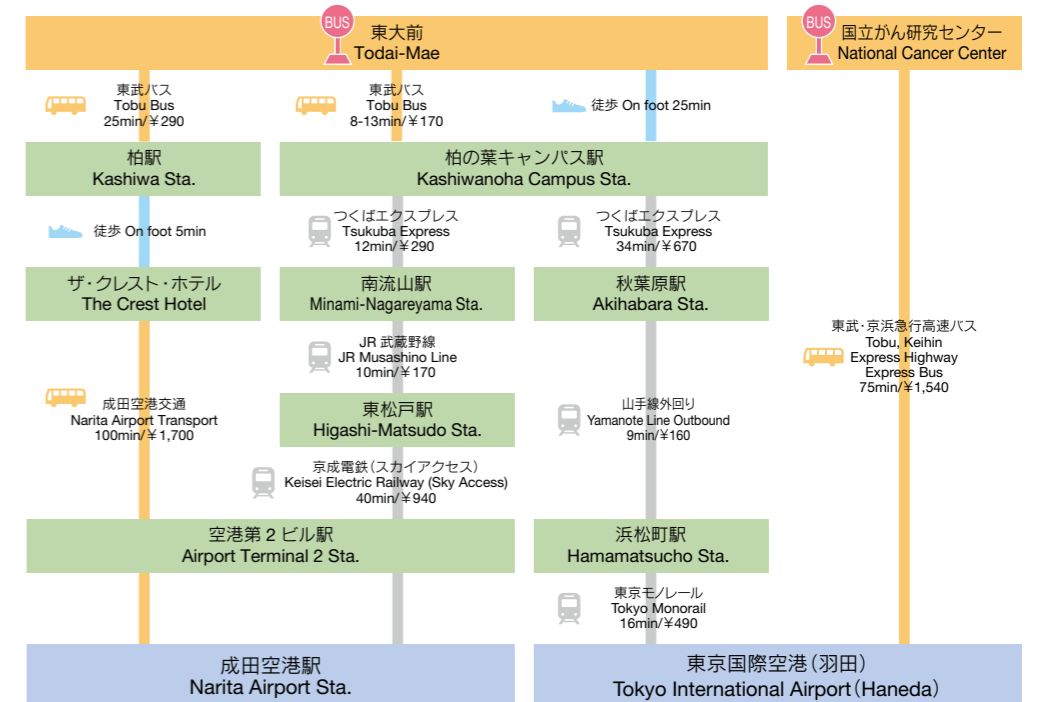 BUS
東大前
Todai-Mae
BUS
国立がん研究センター
National Cancer Center
東武バス
Tobu Bus
25min/¥290
東武バス
Tobu Bus
8-13min/¥170
徒歩 On foot 25min
柏駅
Kashiwa Sta.
柏の葉キャンパス駅
Kashiwanoha Campus Sta.
徒歩 On foot 5min
つくばエクスプレス
Tsukuba Express
12min/¥290
つくばエクスプレス
Tsukuba Express
34min/¥670
ザ・クレスト・ホテル
The Crest Hotel
南流山駅
Minami-Nagareyama Sta.
秋葉原駅
Akihabara Sta.
JR 武蔵野線
JR Musashino Line
10min/¥170
東武・京浜急行高速バス
Tobu, Keihin
Express Highway
Express Bus
75min/¥1,540
成田空港交通
Narita Airport Transport
100min/¥1,700
東松戸駅
Higashi-Matsudo Sta.
山手線外回り
Yamanote Line Outbound
9min/¥160
京成電鉄(スカイアクセス)
Keisei Electric Railway (Sky Access)
40min/¥940
空港第 2 ビル駅
Airport Terminal 2 Sta.
浜松町駅
Hamamatsucho Sta.
東京モノレール
Tokyo Monorail
16min/¥490
成田空港駅
Narita Airport Sta.
東京国際空港(羽田)
Tokyo International Airport(Haneda)